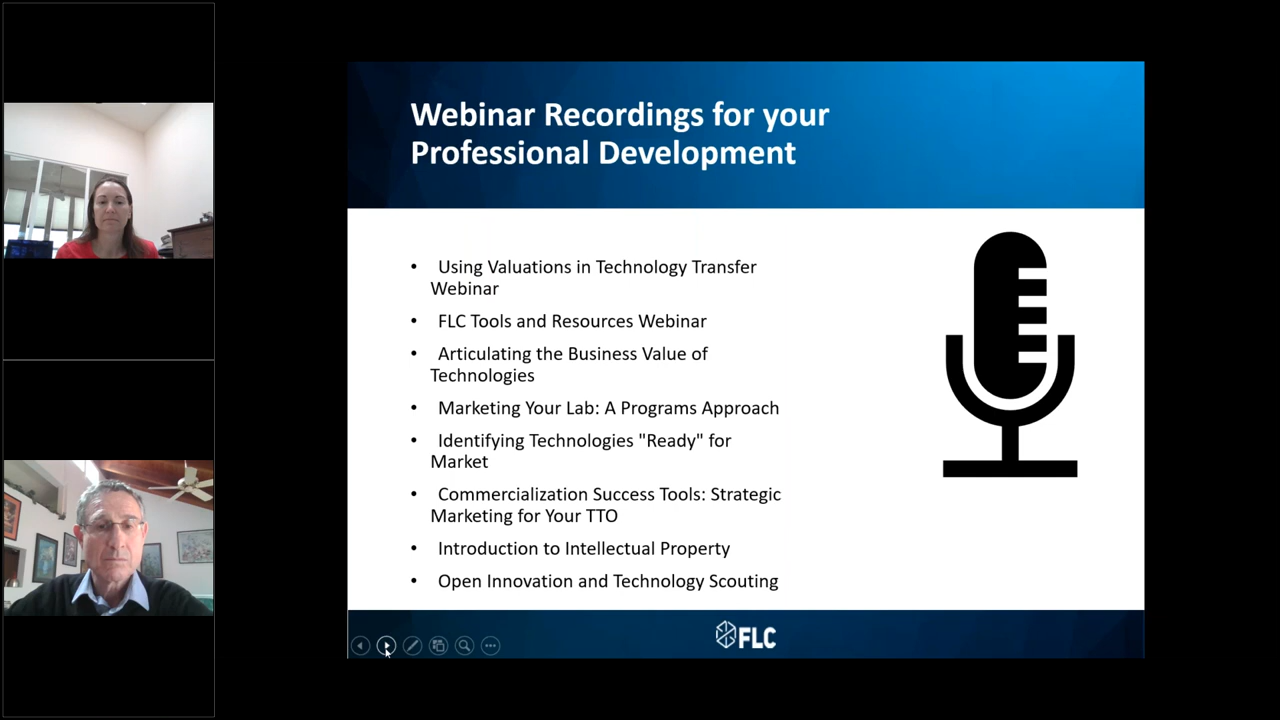 Webinar Recordings for your
Professional Development
• Using Valuations in Technology Transfer
Webinar
• FLC Tools and Resources Webinar
• Articulating the Business Value of
Technologies
• Marketing Your Lab: A Programs Approach
• Identifying Technologies "Ready" for
Market
• Commercialization Success Tools: Strategic
Marketing for Your TTO
• Introduction to Intellectual Property
• Open Innovation and Technology Scouting
FLC